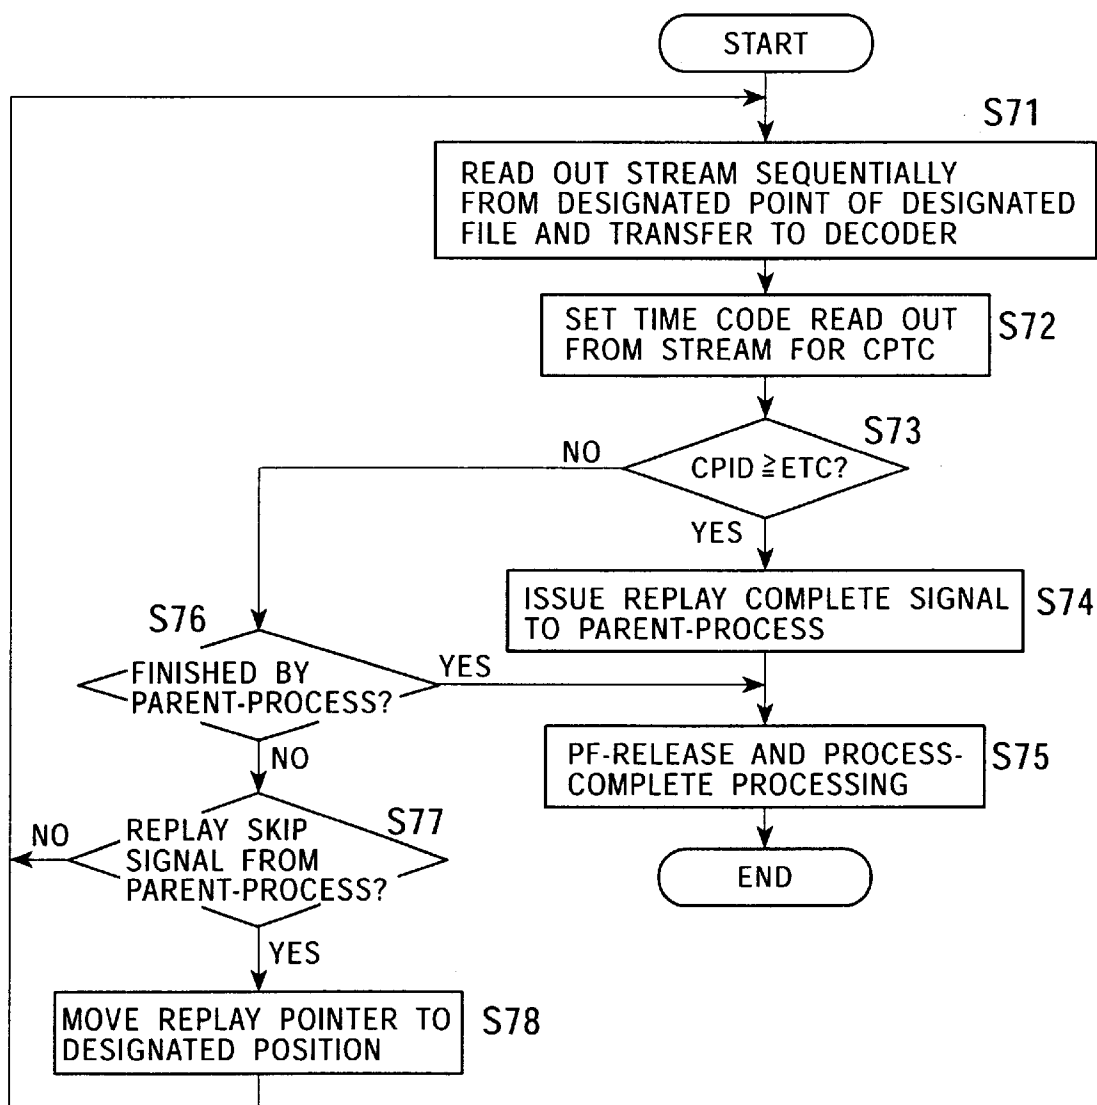 START
S71
READ OUT STREAM SEQUENTIALLY
FROM DESIGNATED POINT OF DESIGNATED
FILE AND TRANSFER TO DECODER
SET TIME CODE READ OUT
FROM STREAM FOR CPTC
S72
S73
CPID ≧ ETC?
NO
YES
ISSUE REPLAY COMPLETE SIGNAL
TO PARENT-PROCESS
S74
S76
FINISHED BY
PARENT-PROCESS?
YES
NO
PF-RELEASE AND PROCESS-
COMPLETE PROCESSING
S75
END
S77
REPLAY SKIP
SIGNAL FROM
PARENT-PROCESS?
NO
YES
MOVE REPLAY POINTER TO
DESIGNATED POSITION
S78